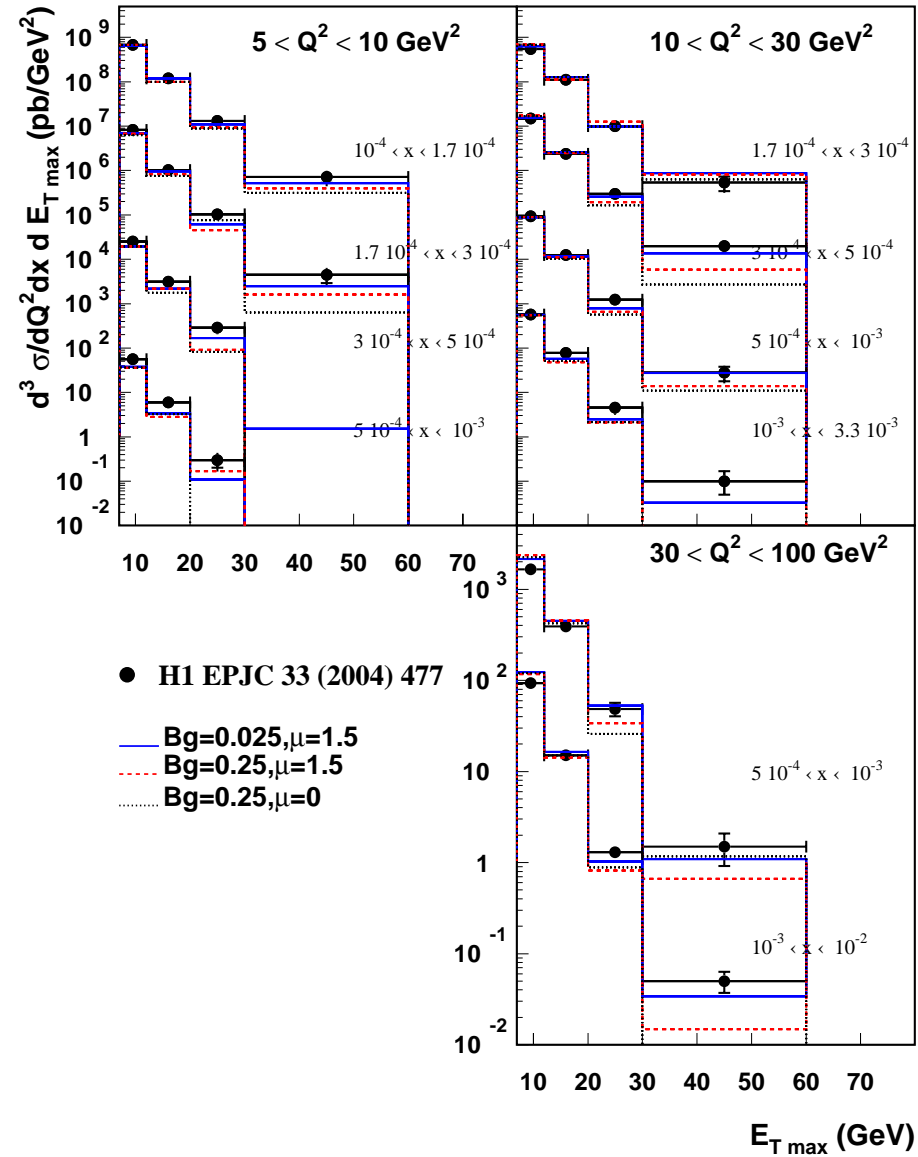 d³ σ/dQ²dx d E_T max (pb/GeV²)
5 < Q² < 10 GeV²
10⁹
10⁸
10⁷
10⁶
10⁵
10⁴
10³
10²
10
1
10⁻¹
10⁻²
10⁻⁴ < x < 1.7 10⁻⁴
1.7 10⁻⁴ < x < 3 10⁻⁴
3 10⁻⁴ < x < 5 10⁻⁴
5 10⁻⁴ < x < 10⁻³
10 20 30 40 50 60 70
10 < Q² < 30 GeV²
1.7 10⁻⁴ < x < 3 10⁻⁴
3 10⁻⁴ < x < 5 10⁻⁴
5 10⁻⁴ < x < 10⁻³
10⁻³ < x < 3.3 10⁻³
H1 EPJC 33 (2004) 477
Bg=0.025,μ=1.5
Bg=0.25,μ=1.5
Bg=0.25,μ=0
30 < Q² < 100 GeV²
10³
10²
10
1
10⁻¹
10⁻²
5 10⁻⁴ < x < 10⁻³
10⁻³ < x < 10⁻²
10 20 30 40 50 60 70
E_T max (GeV)